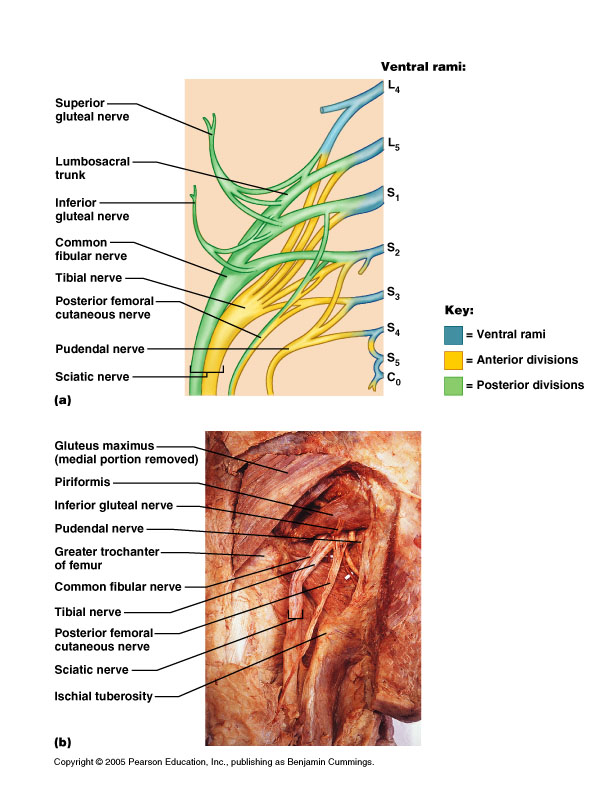 Ventral rami:
L4
Superior
gluteal nerve
L5
Lumbosacral
trunk
S1
Inferior
gluteal nerve
Common
fibular nerve
S2
Tibial nerve
Posterior femoral
cutaneous nerve
S3
Pudendal nerve
S4
Sciatic nerve
S5
C0
(a)
Key:
= Ventral rami
= Anterior divisions
= Posterior divisions
Gluteus maximus
(medial portion removed)
Piriformis
Inferior gluteal nerve
Pudendal nerve
Greater trochanter
of femur
Common fibular nerve
Tibial nerve
Posterior femoral
cutaneous nerve
Sciatic nerve
Ischial tuberosity
(b)
Copyright © 2005 Pearson Education, Inc., publishing as Benjamin Cummings.